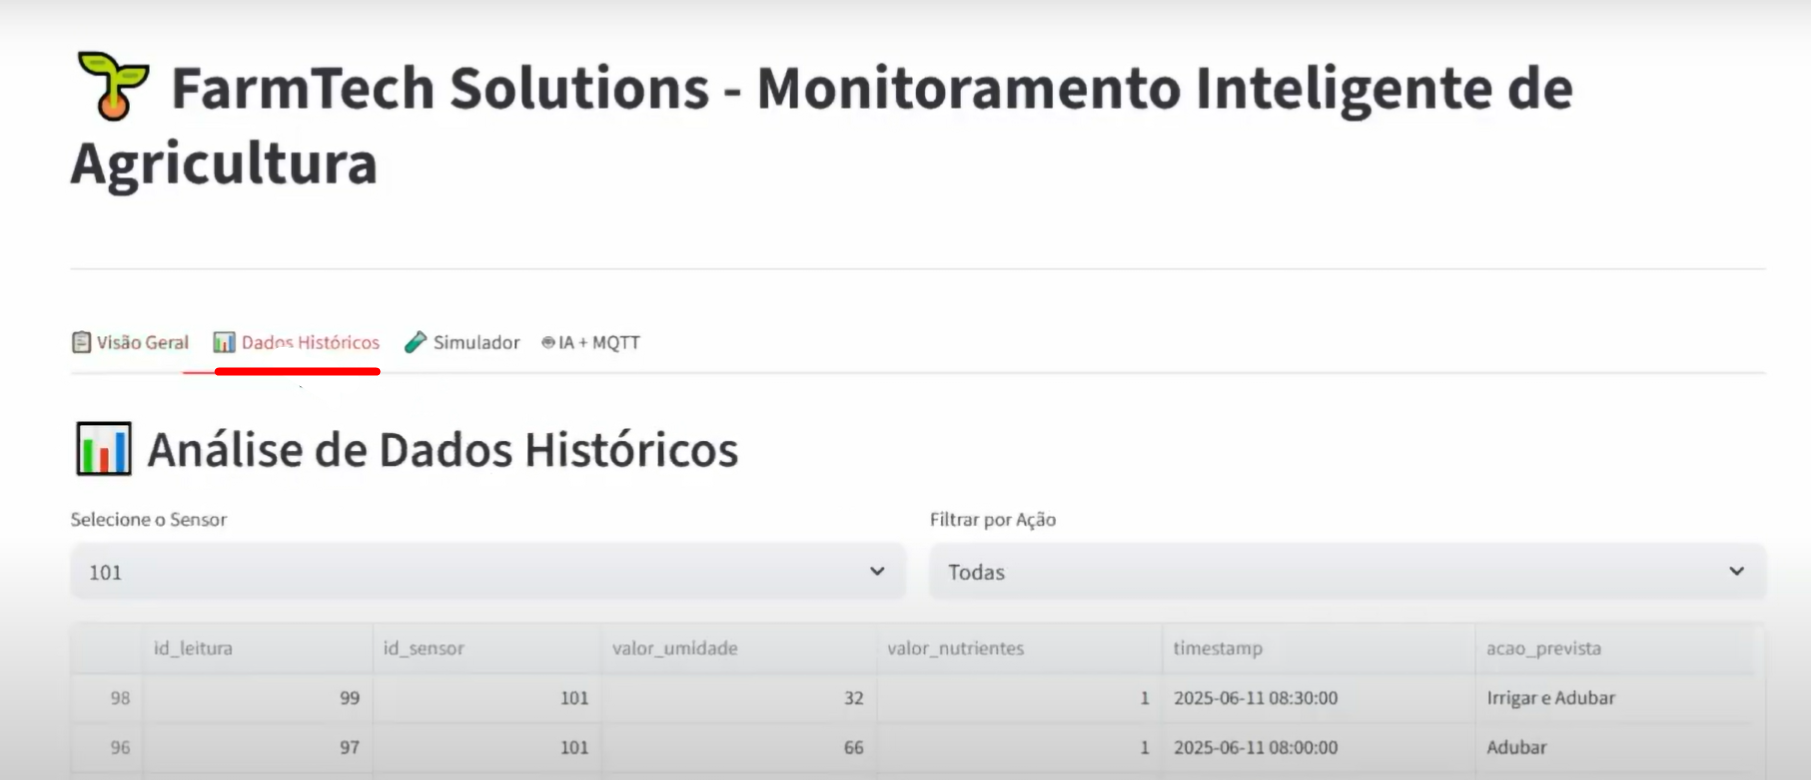 FarmTech Solutions - Monitoramento Inteligente de
Agricultura
Visão Geral Dados Históricos Simulador IA + MQTT
Análise de Dados Históricos
Selecione o Sensor Filtrar por Ação
101 Todas
id_leitura id_sensor valor_umidade valor_nutrientes timestamp acao_prevista
98 99 101 32 1 2025-06-11 08:30:00 Irrigar e Adubar
96 97 101 66 1 2025-06-11 08:00:00 Adubar